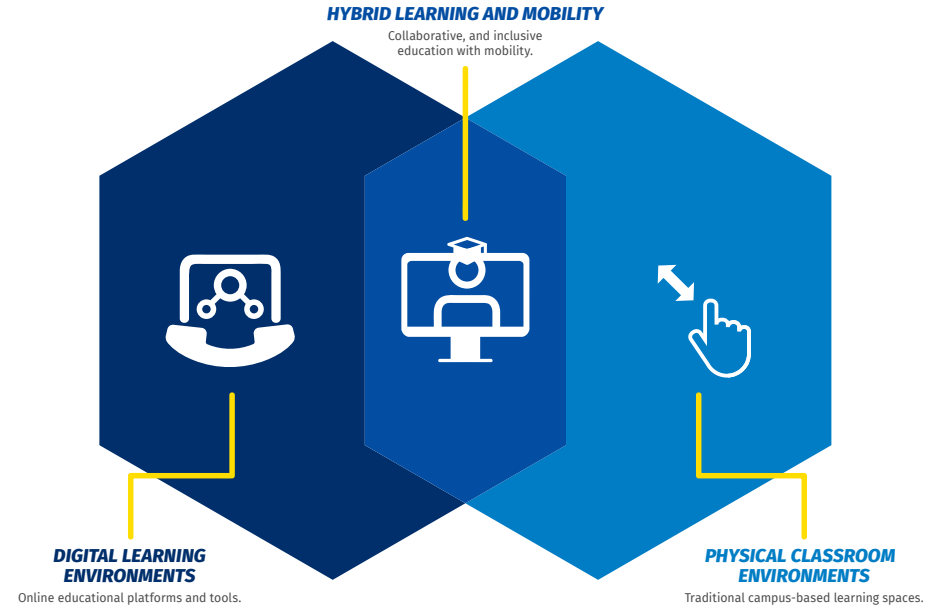 HYBRID LEARNING AND MOBILITY
Collaborative, and inclusive
education with mobility.
DIGITAL LEARNING
ENVIRONMENTS
Online educational platforms and tools.
PHYSICAL CLASSROOM
ENVIRONMENTS
Traditional campus-based learning spaces.